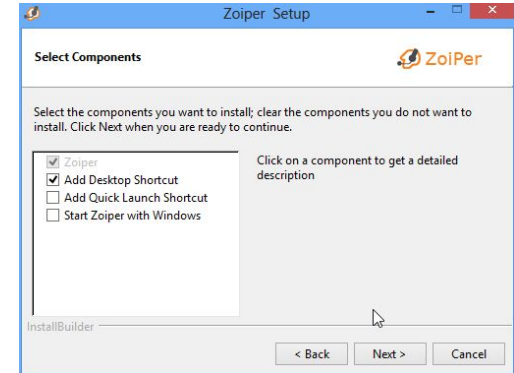 Zoiper Setup
Select Components
ZoiPer
Select the components you want to install; clear the components you do not want to
install. Click Next when you are ready to continue.
Zoiper
Add Desktop Shortcut
Add Quick Launch Shortcut
Start Zoiper with Windows
Click on a component to get a detailed
description
InstallBuilder
< Back
Next >
Cancel